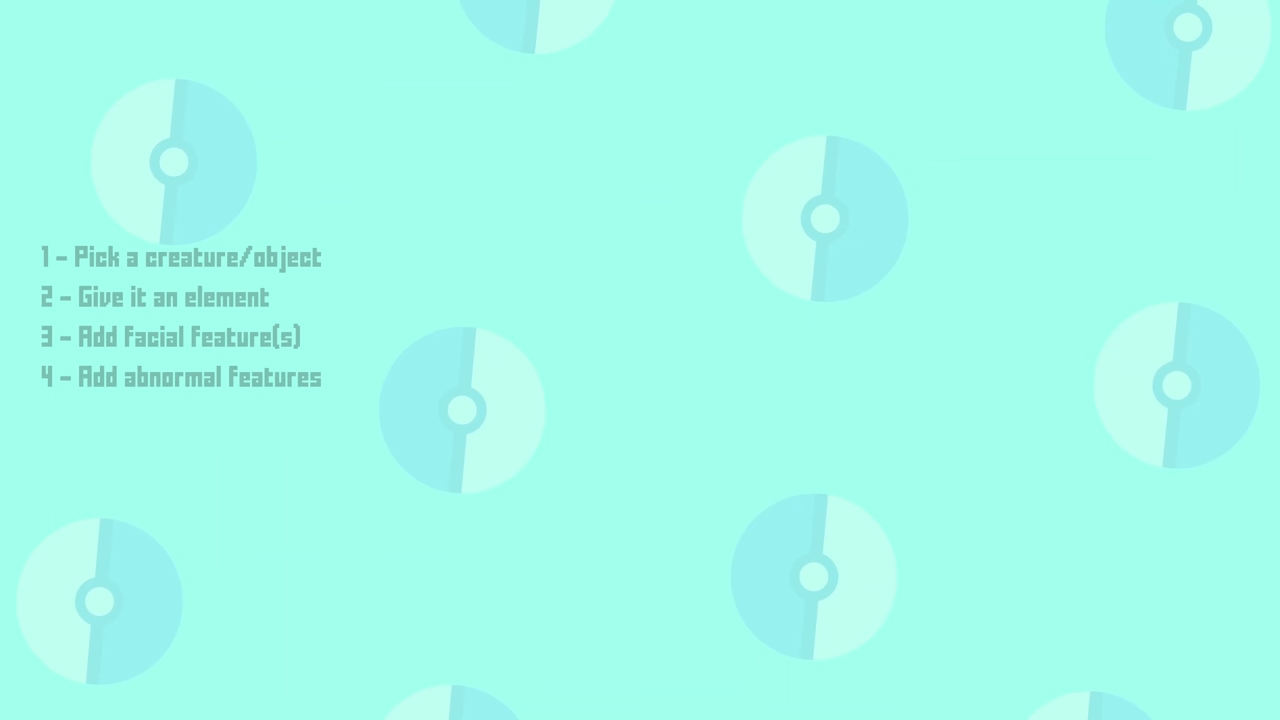 1 - Pick a creature/object
2 - Give it an element
3 - Add facial feature(s)
4 - Add abnormal features